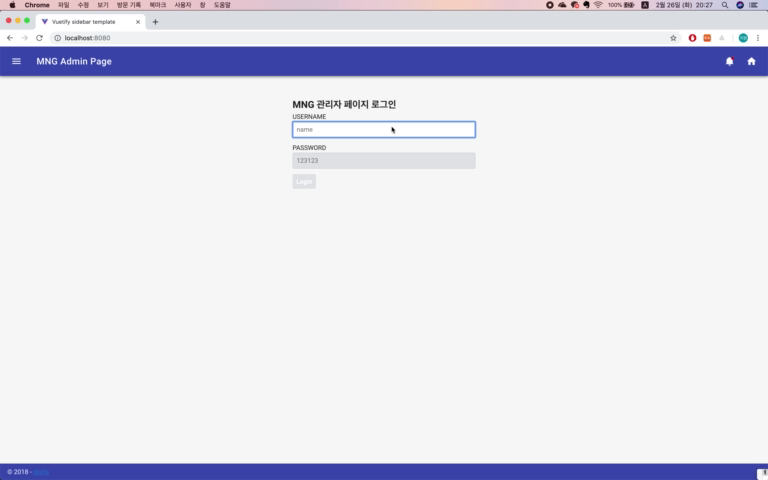 Chrome 파일 수정 보기 방문 기록 북마크 사용자 창 도움말 100% A 2월 26일 (화) 20:27
Vuetify sidebar template
localhost:8080
MNG Admin Page
MNG 관리자 페이지 로그인
USERNAME
name
PASSWORD
123123
Login
© 2018 -